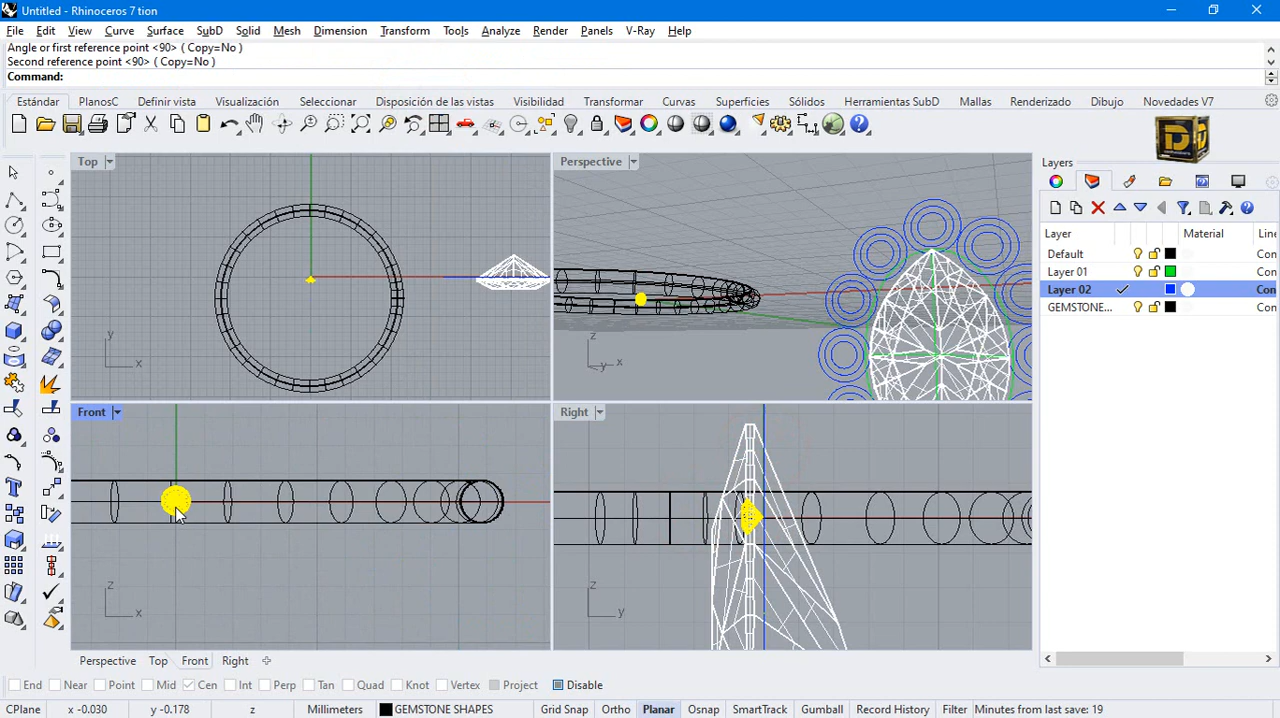 Untitled - Rhinoceros 7 tion
File Edit View Curve Surface SubD Solid Mesh Dimension Transform Tools Analyze Render Panels V-Ray Help
Angle or first reference point <90> ( Copy=No )
Second reference point <90> ( Copy=No )
Command:
Estándar PlanosC Definir vista Visualización Seleccionar Disposición de las vistas Visibilidad Transformar Curvas Superficies Sólidos Herramientas SubD Mallas Renderizado Dibujo Novedades V7
Top Perspective Layers
Layer Material Line
Default Con
Layer 01 Con
Layer 02 Con
GEMSTONE... Con
y x
z y x
Front Right
z x
z y
Perspective Top Front Right
End Near Point Mid Cen Int Perp Tan Quad Knot Vertex Project Disable
CPlane x -0.030 y -0.178 z Millimeters GEMSTONE SHAPES Grid Snap Ortho Planar Osnap SmartTrack Gumball Record History Filter Minutes from last save: 19